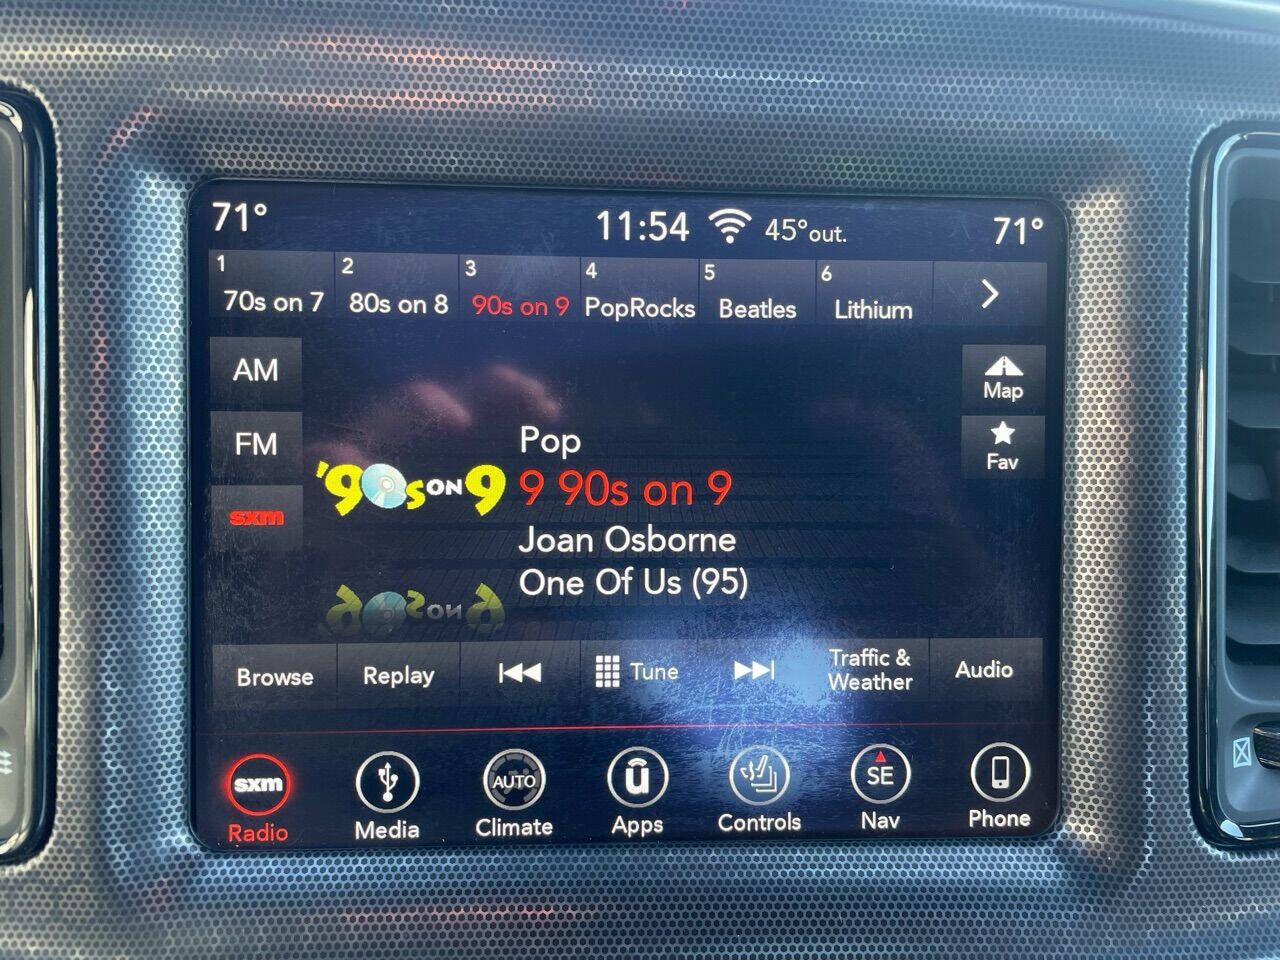 71°
11:54
45°out.
71°
1
2
3
4
5
6
70s on 7
80s on 8
90s on 9
PopRocks
Beatles
Lithium
AM
Map
FM
Fav
sxm
'90s ON 9
Pop
9 90s on 9
Joan Osborne
One Of Us (95)
Browse
Replay
Tune
Traffic &
Weather
Audio
sxm
AUTO
u
SE
Radio
Media
Climate
Apps
Controls
Nav
Phone